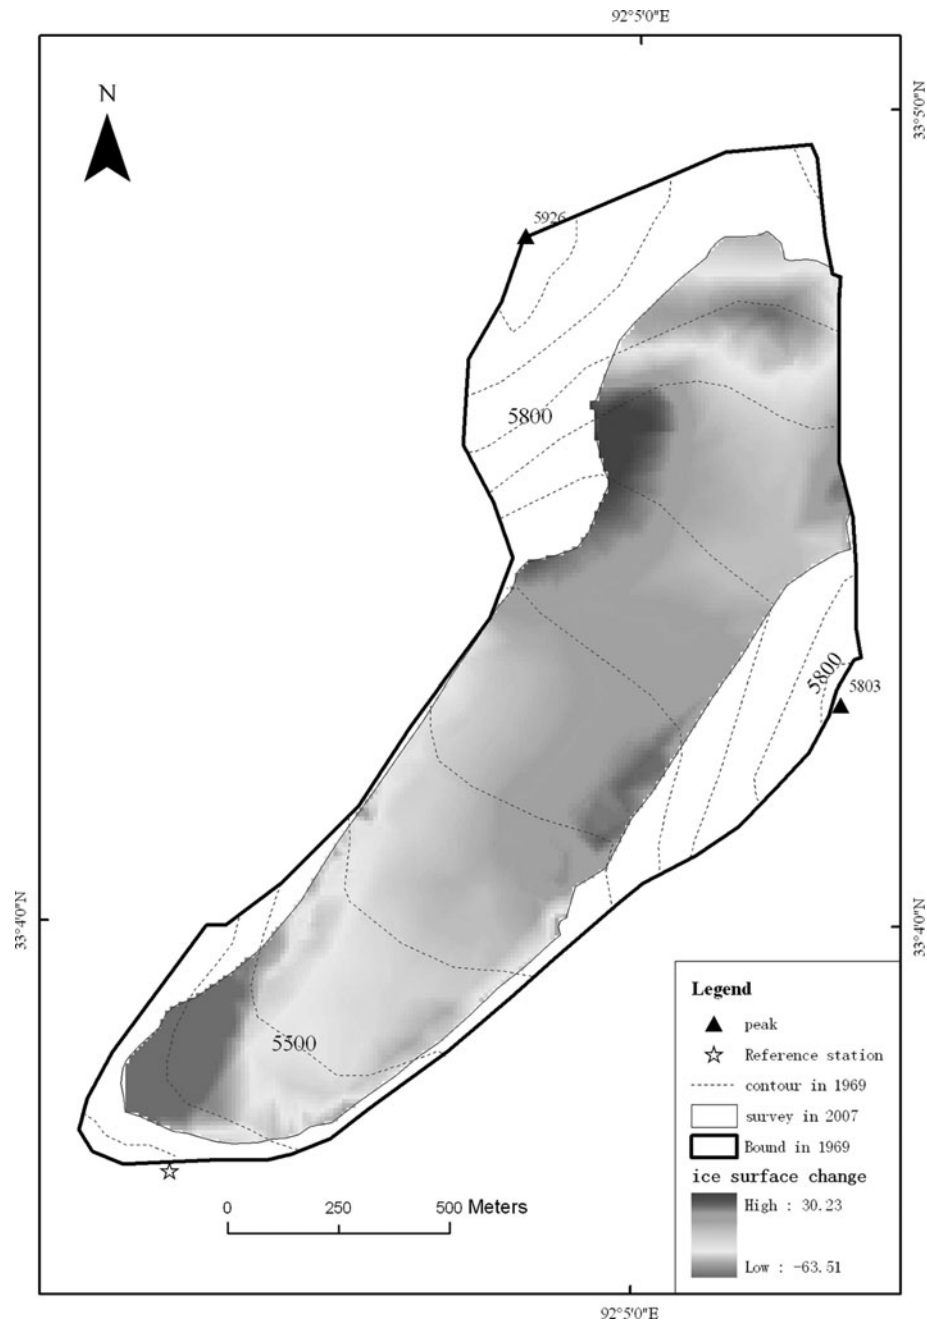 92°5'0"E
N
33°5'0"N
5926
5800
5800
5803
33°4'0"N
33°4'0"N
5500
Legend
peak
Reference station
contour in 1969
survey in 2007
Bound in 1969
ice surface change
High : 30.23
Low : -63.51
0 250 500 Meters
92°5'0"E